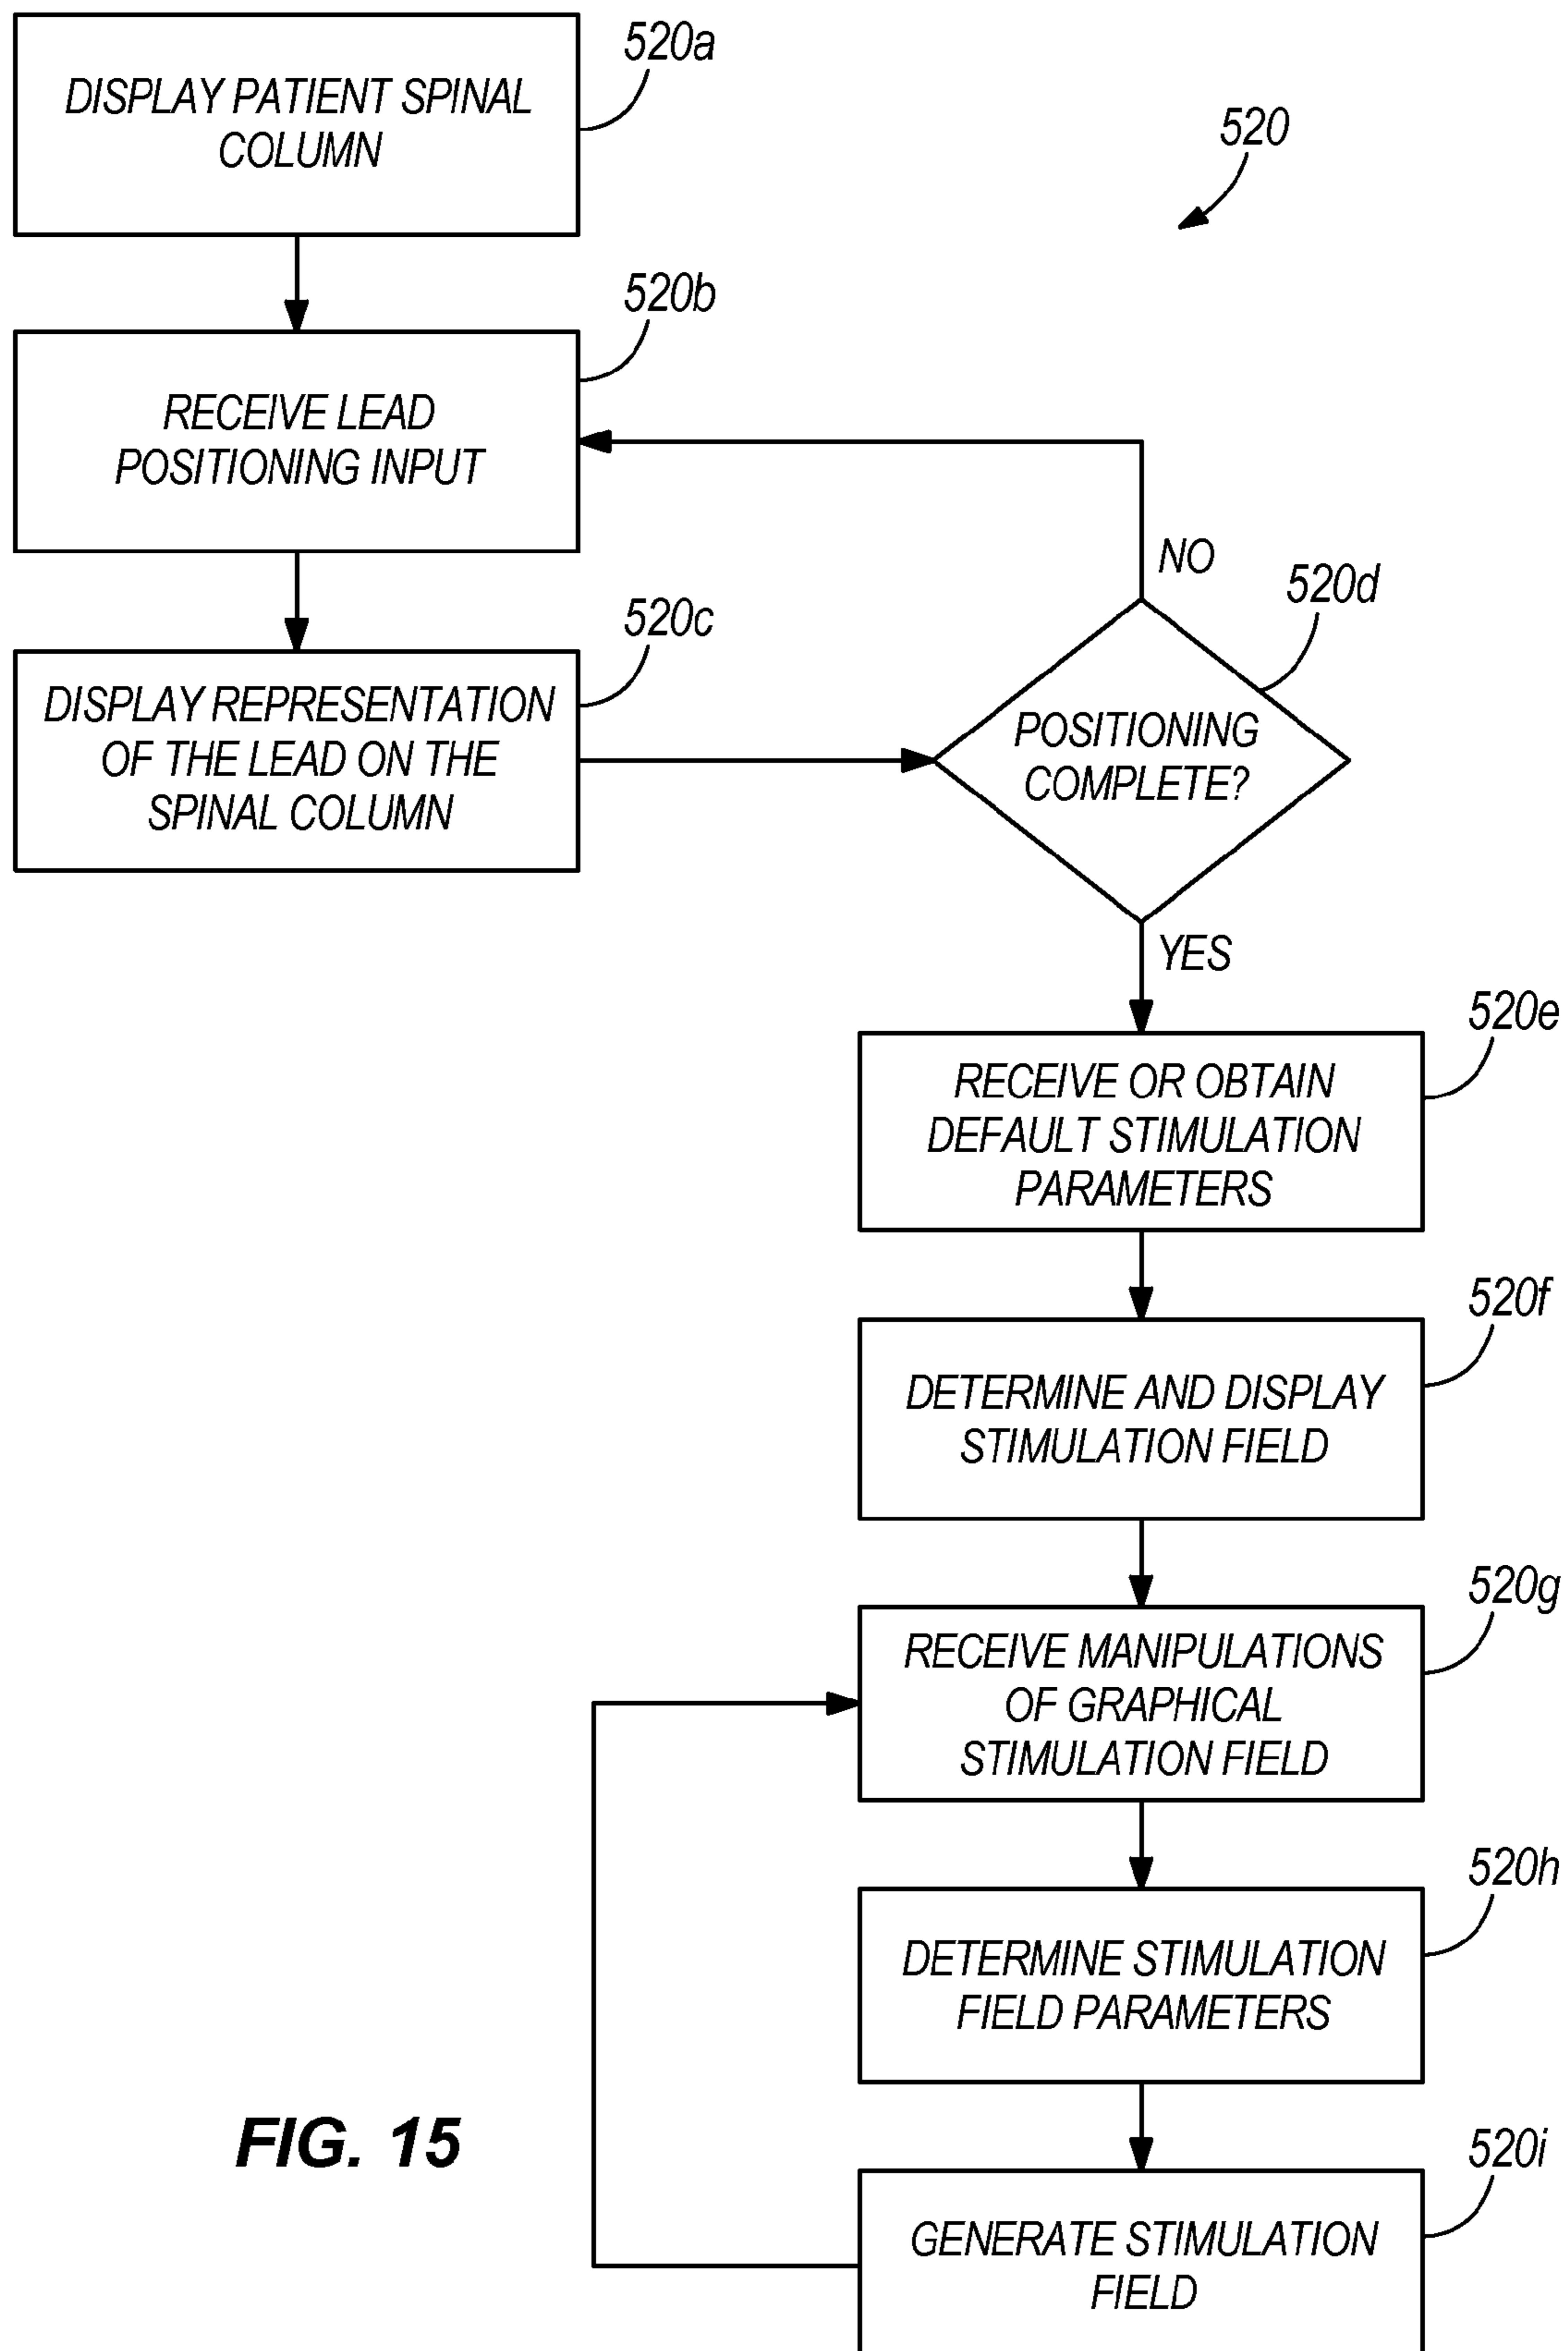 520a
DISPLAY PATIENT SPINAL
COLUMN
520
520b
RECEIVE LEAD
POSITIONING INPUT
NO
520d
520c
DISPLAY REPRESENTATION
OF THE LEAD ON THE
SPINAL COLUMN
POSITIONING
COMPLETE?
YES
520e
RECEIVE OR OBTAIN
DEFAULT STIMULATION
PARAMETERS
520f
DETERMINE AND DISPLAY
STIMULATION FIELD
520g
RECEIVE MANIPULATIONS
OF GRAPHICAL
STIMULATION FIELD
520h
DETERMINE STIMULATION
FIELD PARAMETERS
520i
GENERATE STIMULATION
FIELD
FIG. 15